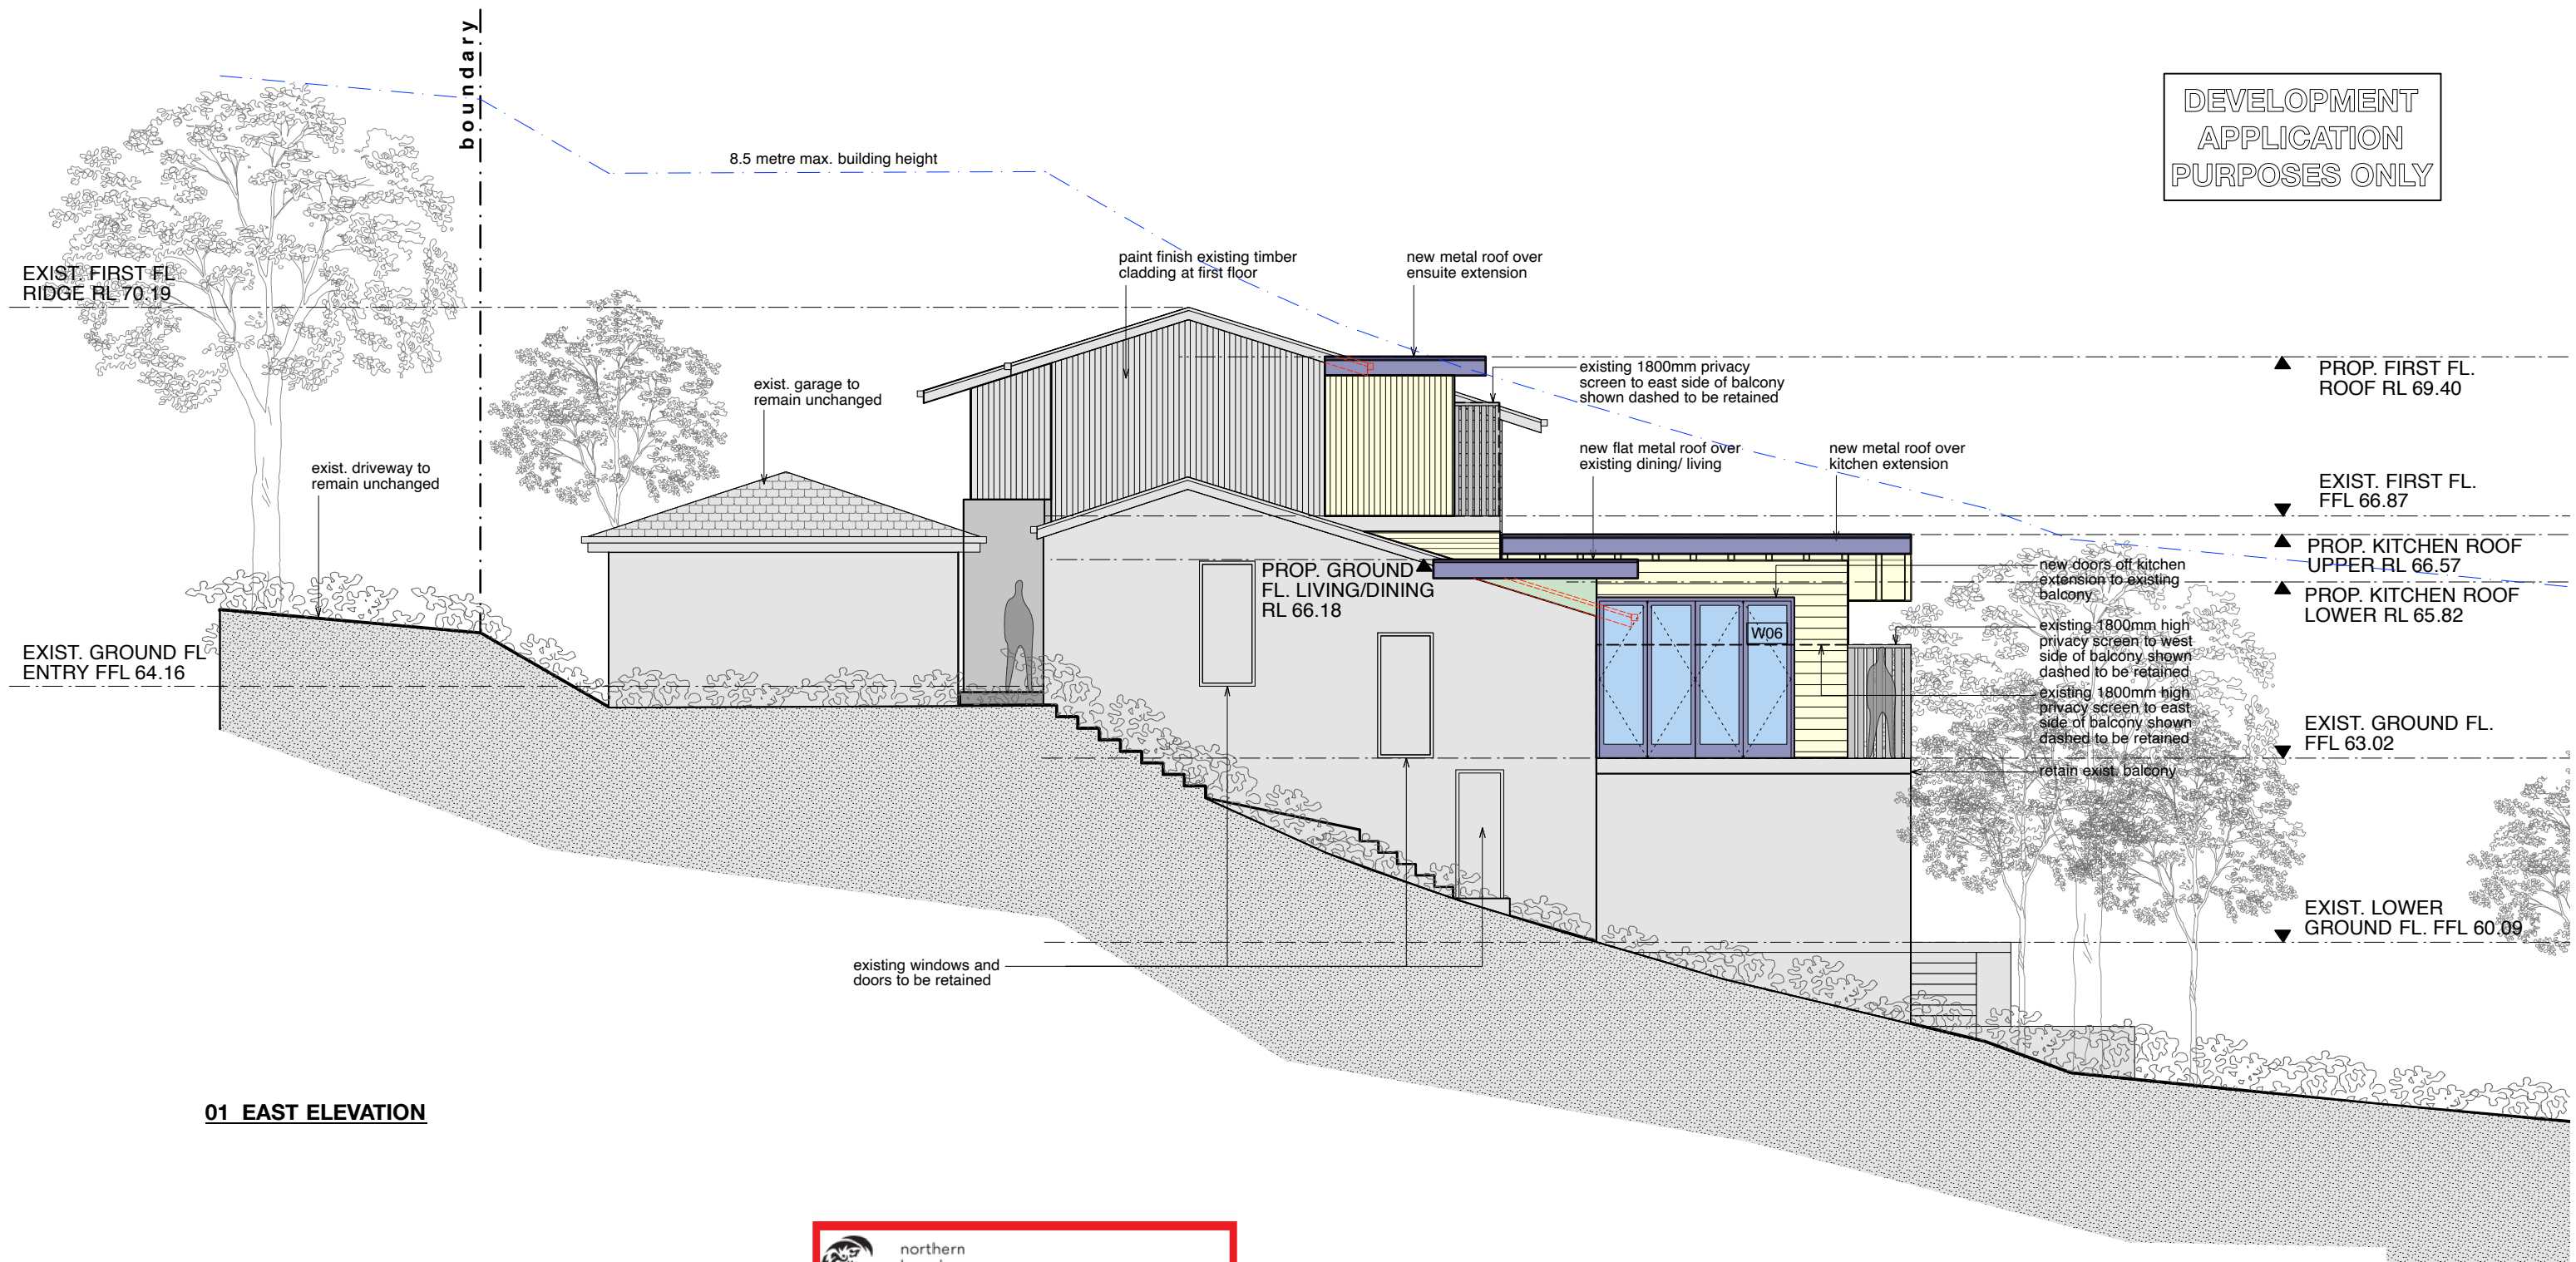 boundary
DEVELOPMENT
APPLICATION
PURPOSES ONLY
8.5 metre max. building height
EXIST. FIRST FL
RIDGE RL 70.19
paint finish existing timber
cladding at first floor
new metal roof over
ensuite extension
existing 1800mm privacy
screen to east side of balcony
shown dashed to be retained
PROP. FIRST FL.
ROOF RL 69.40
exist. garage to
remain unchanged
exist. driveway to
remain unchanged
new flat metal roof over
existing dining/ living
new metal roof over
kitchen extension
EXIST. FIRST FL.
FFL 66.87
PROP. KITCHEN ROOF
UPPER RL 66.57
PROP. GROUND
FL. LIVING/DINING
RL 66.18
new doors off kitchen
extension to existing
balcony
PROP. KITCHEN ROOF
LOWER RL 65.82
W06
existing 1800mm high
privacy screen to west
side of balcony shown
dashed to be retained
EXIST. GROUND FL
ENTRY FFL 64.16
existing 1800mm high
privacy screen to east
side of balcony shown
dashed to be retained
EXIST. GROUND FL.
FFL 63.02
retain exist. balcony
EXIST. LOWER
GROUND FL. FFL 60.09
existing windows and
doors to be retained
01 EAST ELEVATION
northern